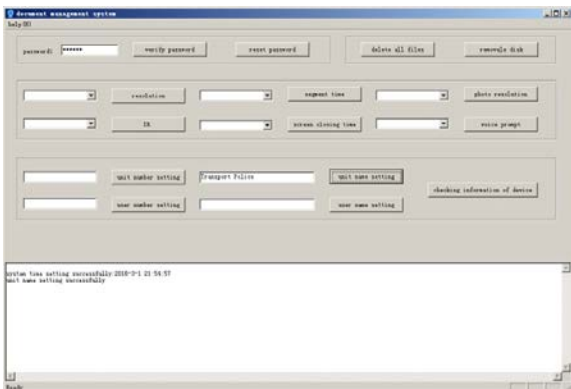 document management system
help(H)
password: ****** verify password reset password delete all files removale disk
resolution segment time photo resolution
IR screen closing time voice prompt
unit number setting Transport Police unit name setting
checking information of device
user number setting user name setting
system time setting successfully 2018-3-1 21:54:57
unit name setting successfully
Ready